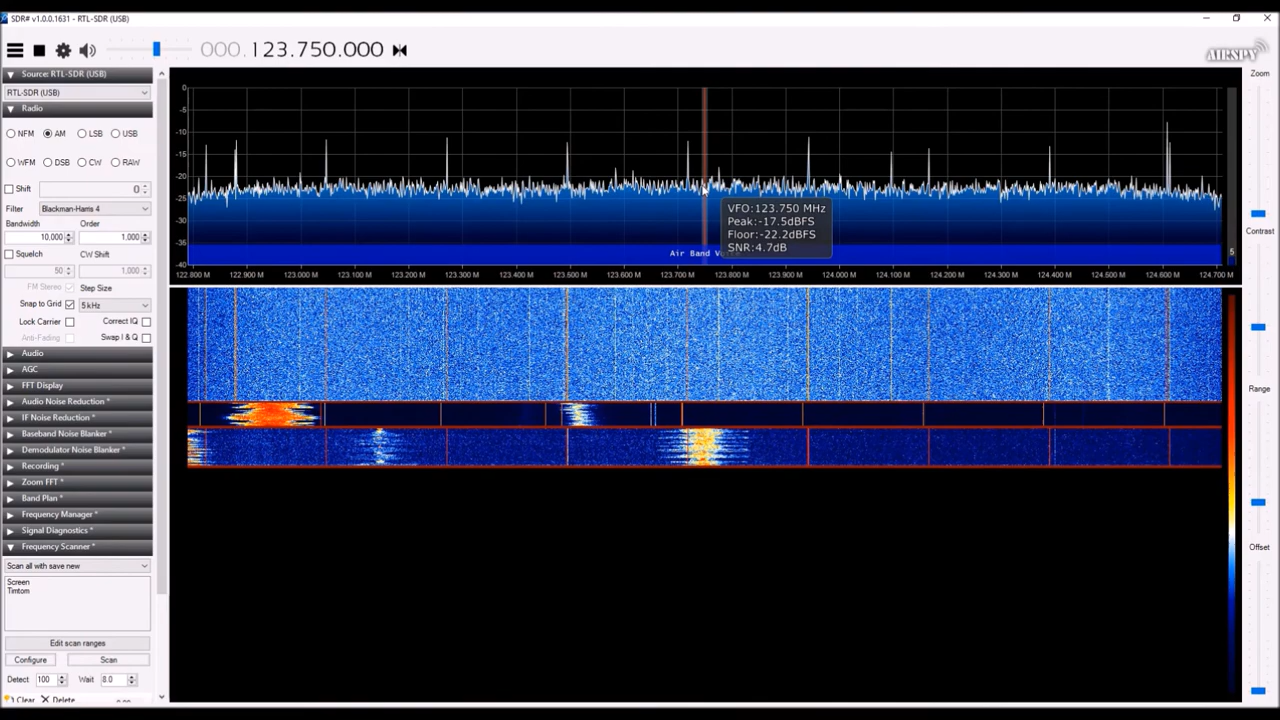 SDR# v1.0.0.1631 - RTL-SDR (USB)
000.123.750.000
AIRSPY
Source: RTL-SDR (USB)
RTL-SDR (USB)
Radio
NFM AM LSB USB
WFM DSB CW RAW
Shift 0
Filter Blackman-Harris 4
Bandwidth Order
10,000 1,000
Squelch CW Shift
50 1,000
FM Stereo Step Size
Snap to Grid 5 kHz
Lock Carrier Correct IQ
Anti-Fading Swap I & Q
Audio
AGC
FFT Display
Audio Noise Reduction *
IF Noise Reduction *
Baseband Noise Blanker *
Demodulator Noise Blanker *
Recording *
Zoom FFT *
Band Plan *
Frequency Manager *
Signal Diagnostics *
Frequency Scanner *
Scan all with save new
Screen
Timtom
Edit scan ranges
Configure Scan
Detect 100 Wait 8.0
Clear Delete
0
-5
-10
-15
-20
-25
-30
-35
-40
VFO:123.750 MHz
Peak:-17.5dBFS
Floor:-22.2dBFS
SNR:4.7dB
Air Band
5
122.800 M 122.900 M 123.000 M 123.100 M 123.200 M 123.300 M 123.400 M 123.500 M 123.600 M 123.700 M 123.800 M 123.900 M 124.000 M 124.100 M 124.200 M 124.300 M 124.400 M 124.500 M 124.600 M 124.700 M
Zoom
Contrast
Range
Offset